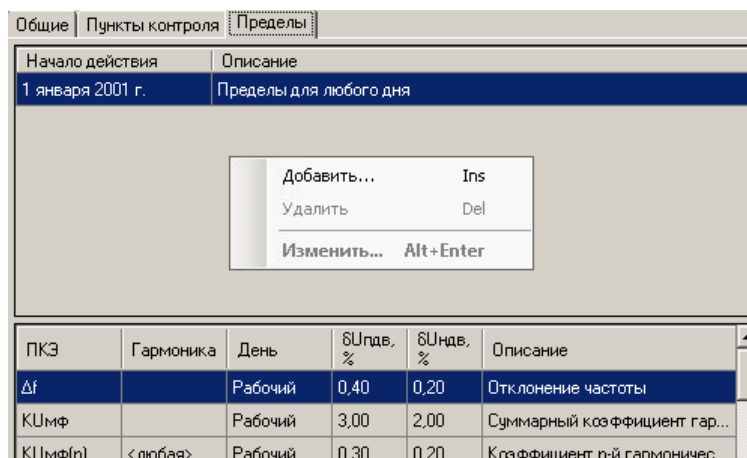 Общие Пункты контроля Пределы
Начало действия Описание
1 января 2001 г. Пределы для любого дня
Добавить... Ins
Удалить Del
Изменить... Alt+Enter
ПКЭ Гармоника День δUпдв, % δUндв, % Описание
Δf Рабочий 0,40 0,20 Отклонение частоты
KUмф Рабочий 3,00 2,00 Суммарный коэффициент гар...
KUмф(n) <любая> Рабочий 0,30 0,20 Коэффициент n-й гармоничес...